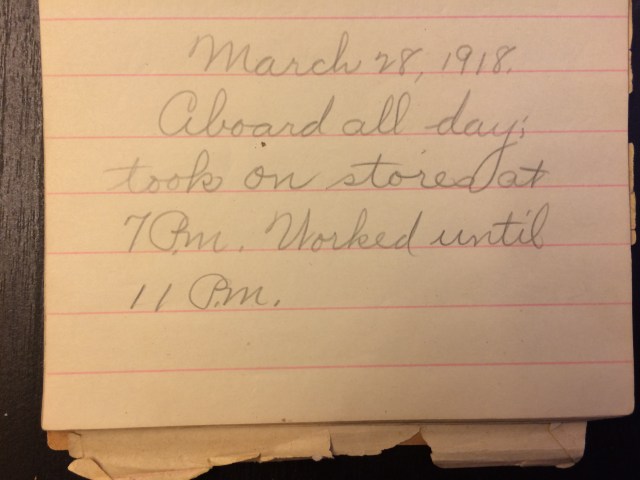 March 28, 1918.
Aboard all day;
took on stores at
7 P.m. Worked until
11 P.m.